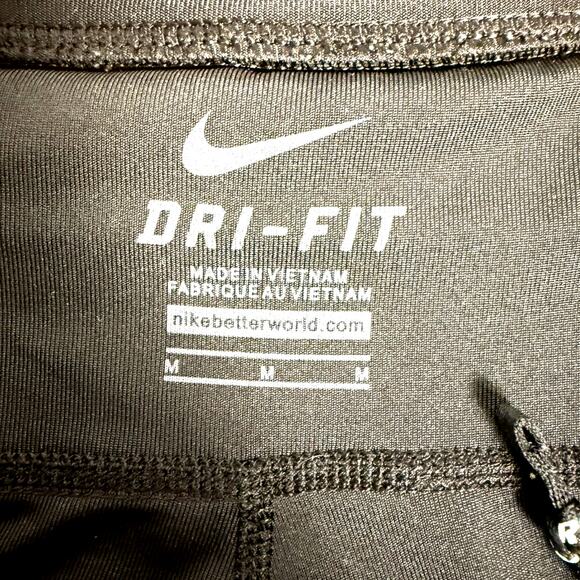 DRI-FIT
MADE IN VIETNAM
FABRIQUE AU VIETNAM
nikebetterworld.com
M M M
R